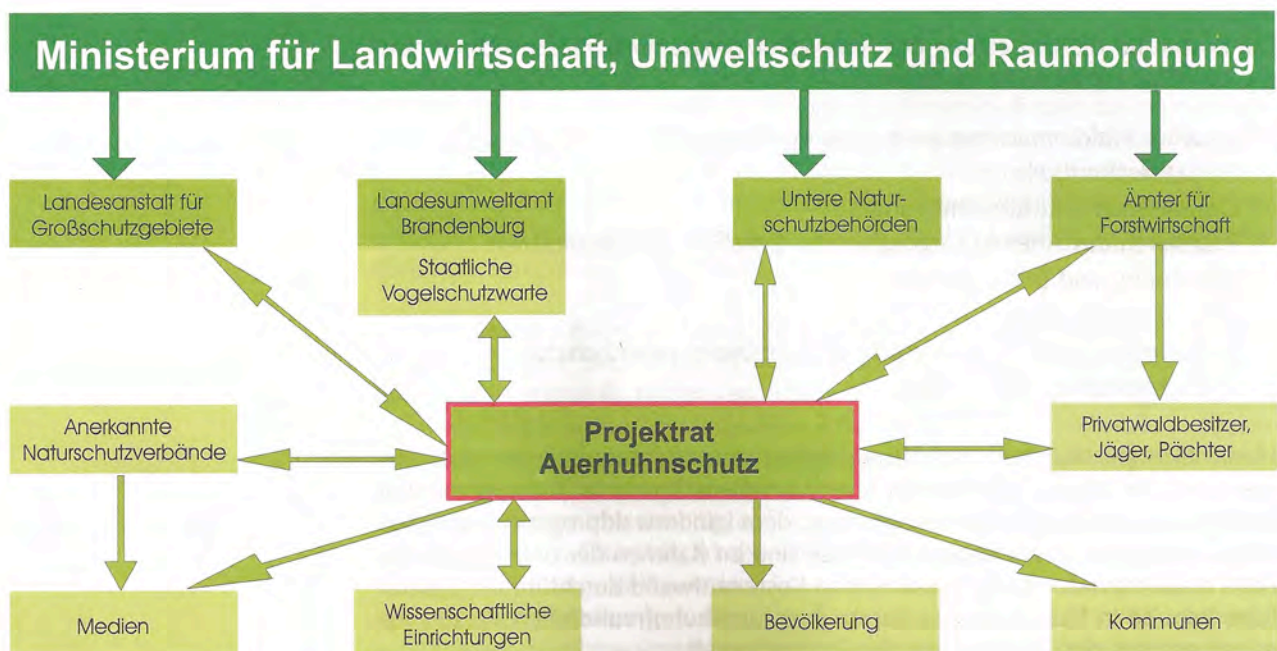 Ministerium für Landwirtschaft, Umweltschutz und Raumordnung
Landesanstalt für
Großschutzgebiete
Landesumweltamt
Brandenburg
Staatliche
Vogelschutzwarte
Untere Natur-
schutzbehörden
Ämter für
Forstwirtschaft
Anerkannte
Naturschutzverbände
Projektrat
Auerhuhnschutz
Privatwaldbesitzer,
Jäger, Pächter
Medien
Wissenschaftliche
Einrichtungen
Bevölkerung
Kommunen